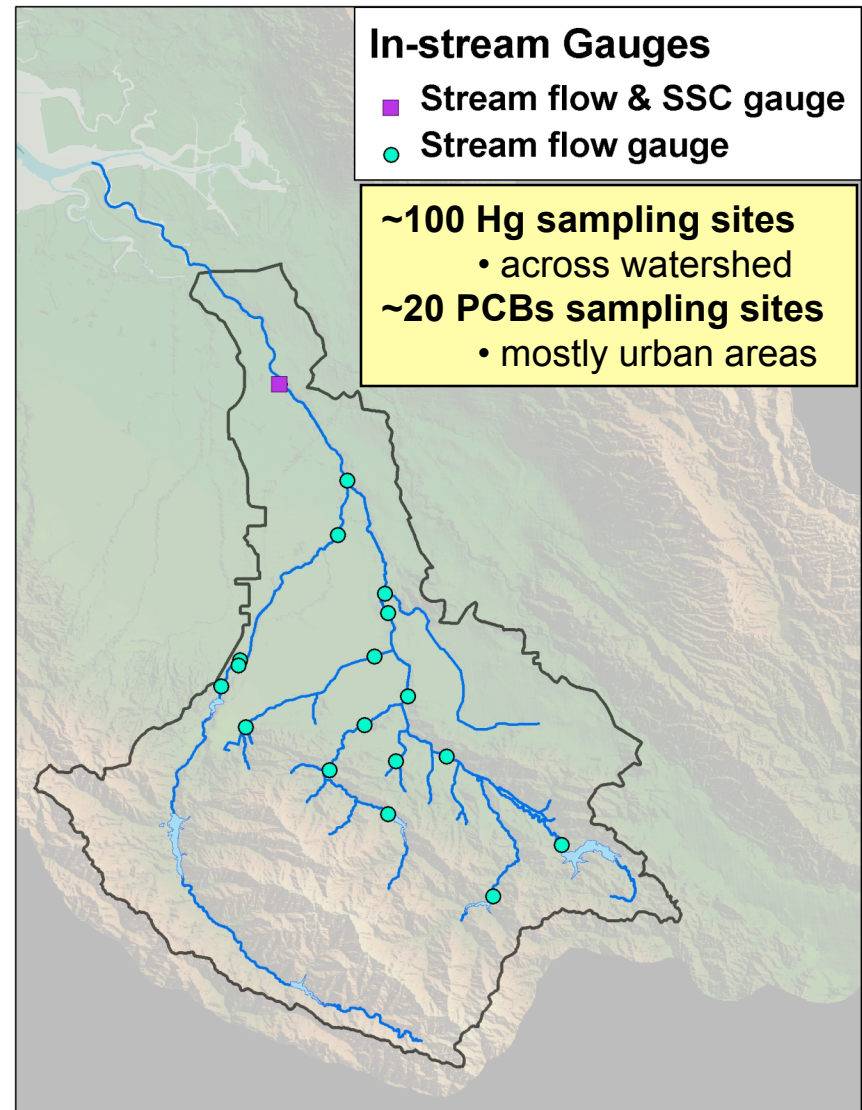 In-stream Gauges
Stream flow & SSC gauge
Stream flow gauge
~100 Hg sampling sites
• across watershed
~20 PCBs sampling sites
• mostly urban areas